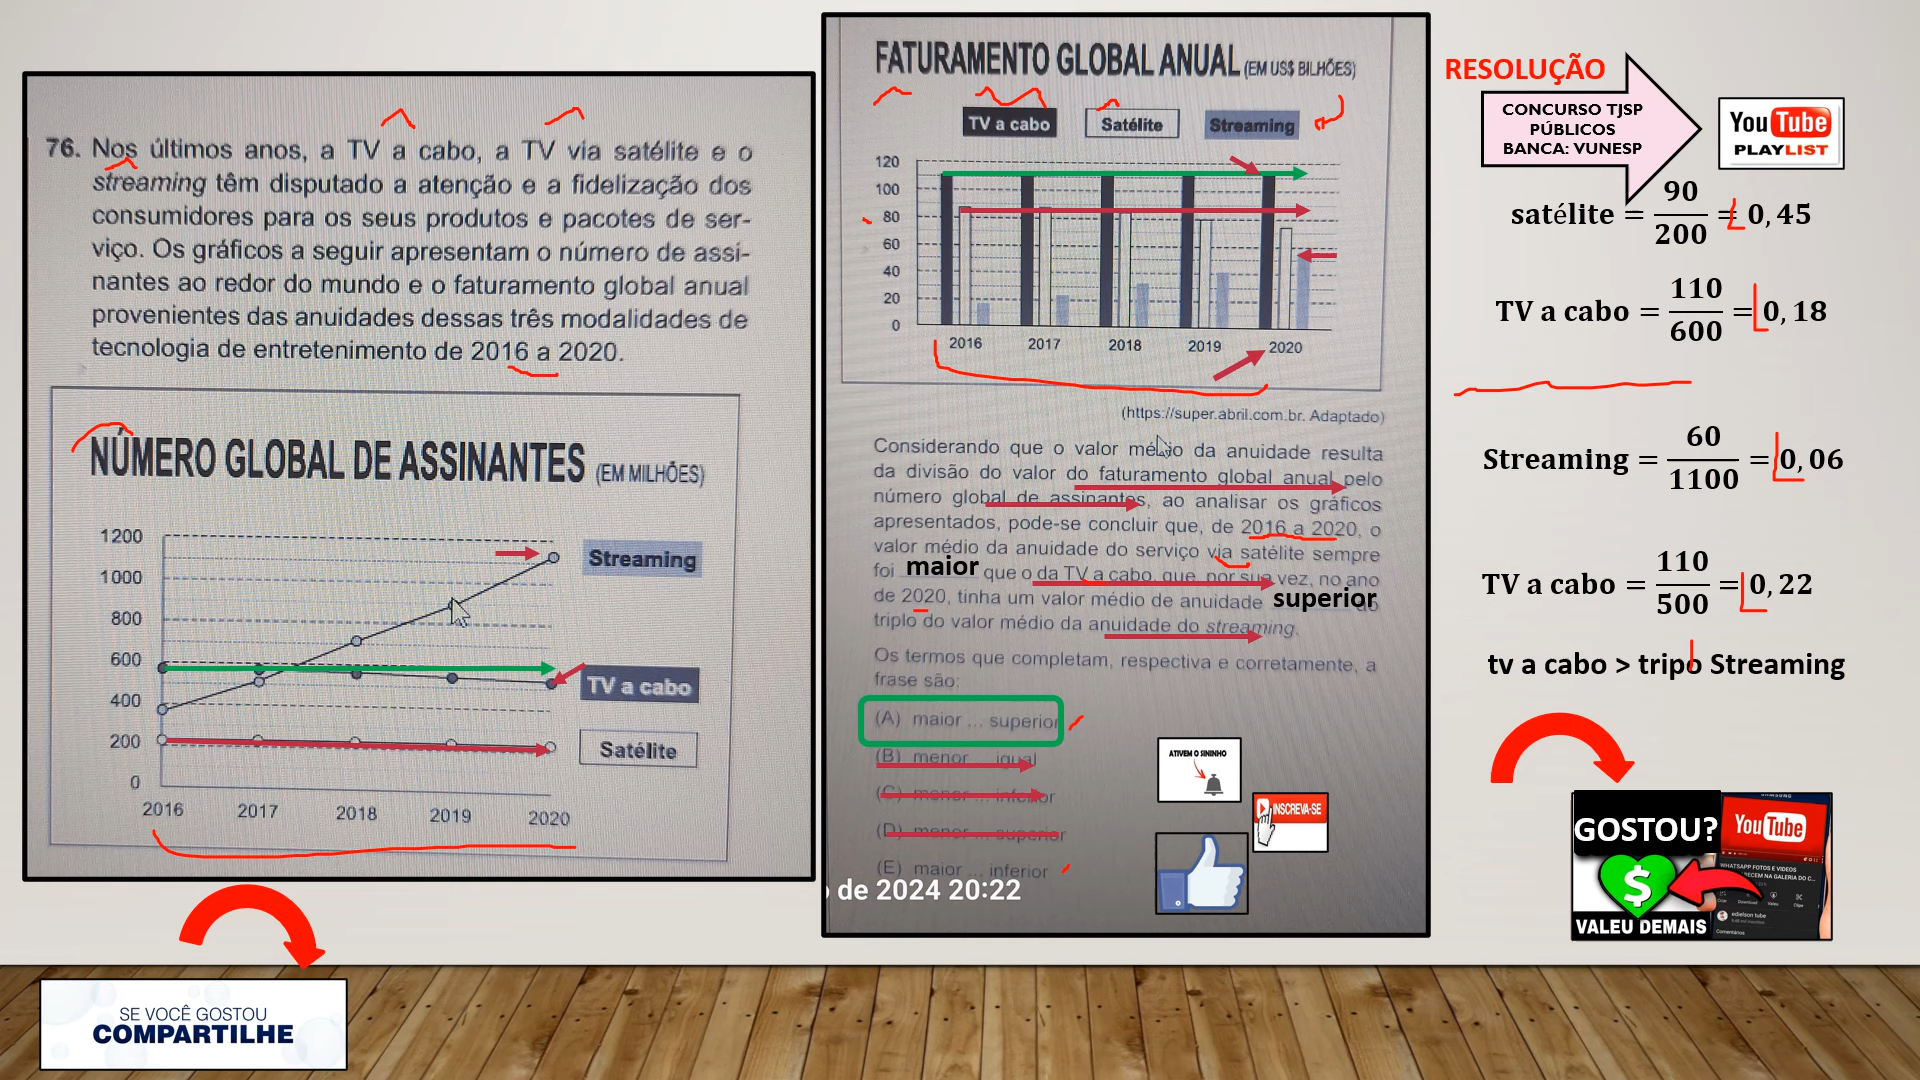 76. Nos últimos anos, a TV a cabo, a TV via satélite e o
streaming têm disputado a atenção e a fidelização dos
consumidores para os seus produtos e pacotes de ser-
viço. Os gráficos a seguir apresentam o número de assi-
nantes ao redor do mundo e o faturamento global anual
provenientes das anuidades dessas três modalidades de
tecnologia de entretenimento de 2016 a 2020.
NÚMERO GLOBAL DE ASSINANTES (EM MILHÕES)
1200
1000
800
600
400
200
0
Streaming
TV a cabo
Satélite
2016 2017 2018 2019 2020
SE VOCÊ GOSTOU
COMPARTILHE
FATURAMENTO GLOBAL ANUAL (EM US$ BILHÕES)
TV a cabo Satélite Streaming
120
100
80
60
40
20
0
2016 2017 2018 2019 2020
(https://super.abril.com.br. Adaptado)
Considerando que o valor médio da anuidade resulta
da divisão do valor do faturamento global anual pelo
número global de assinantes, ao analisar os gráficos
apresentados, pode-se concluir que, de 2016 a 2020, o
valor médio da anuidade do serviço via satélite sempre
foi maior que o da TV a cabo, que, por sua vez, no ano
de 2020, tinha um valor médio de anuidade superior ao
triplo do valor médio da anuidade do streaming.
Os termos que completam, respectiva e corretamente, a
frase são:
(A) maior ... superior
(B) menor ... igual
(C) menor ... inferior
(D) menor ... superior
(E) maior ... inferior
de 2024 20:22
ATIVEM O SININHO
INSCREVA-SE
RESOLUÇÃO
CONCURSO TJSP
PÚBLICOS
BANCA: VUNESP
YouTube
PLAYLIST
satélite = 90/200 = 0,45
TV a cabo = 110/600 = 0,18
Streaming = 60/1100 = 0,06
TV a cabo = 110/500 = 0,22
tv a cabo > tripo Streaming
GOSTOU?
$
VALEU DEMAIS
YouTube